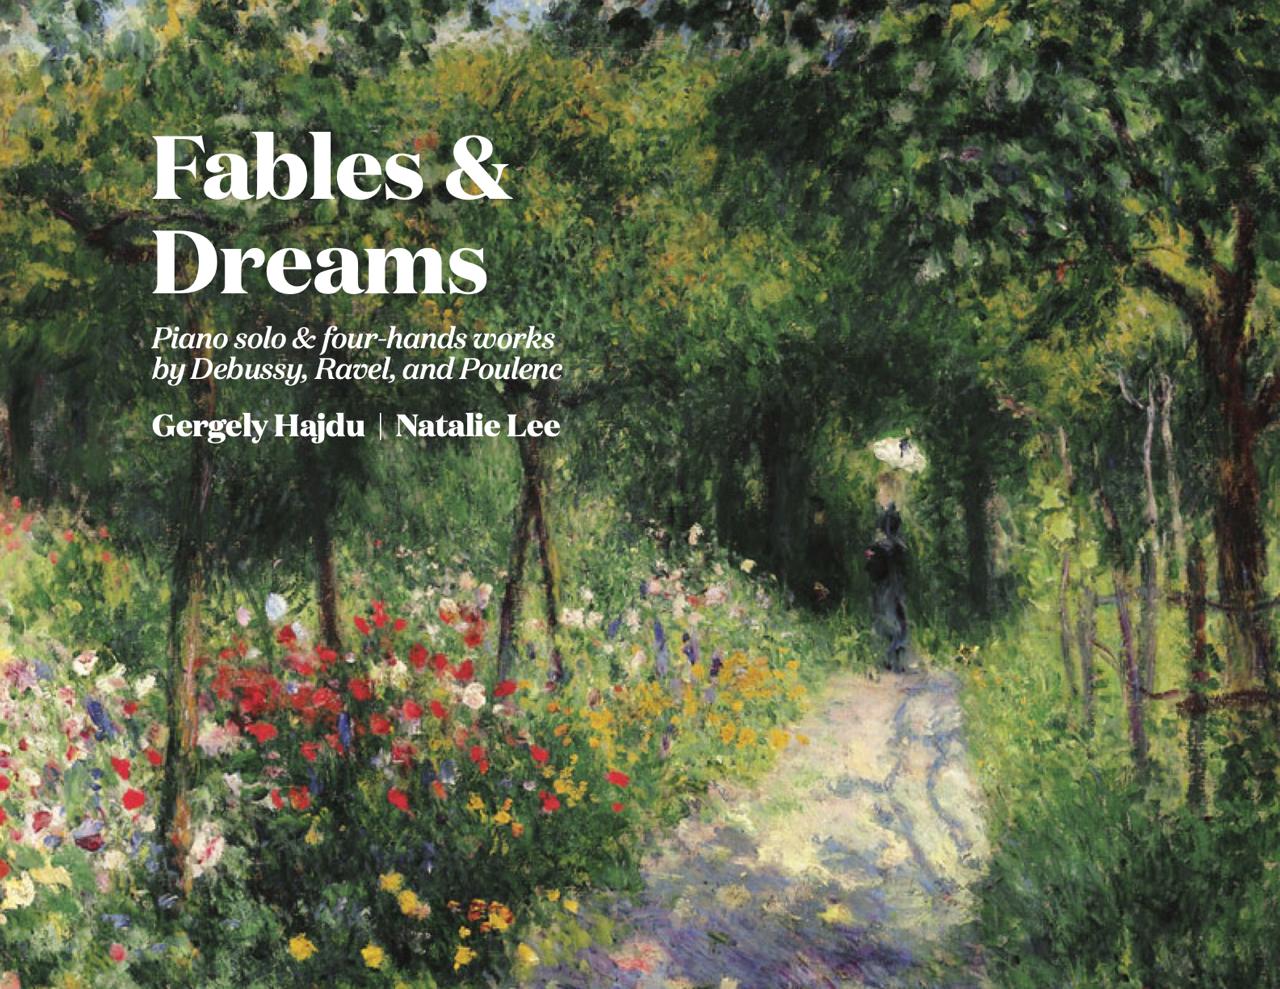 Fables &
Dreams
Piano solo & four-hands works
by Debussy, Ravel, and Poulenc
Gergely Hajdu | Natalie Lee